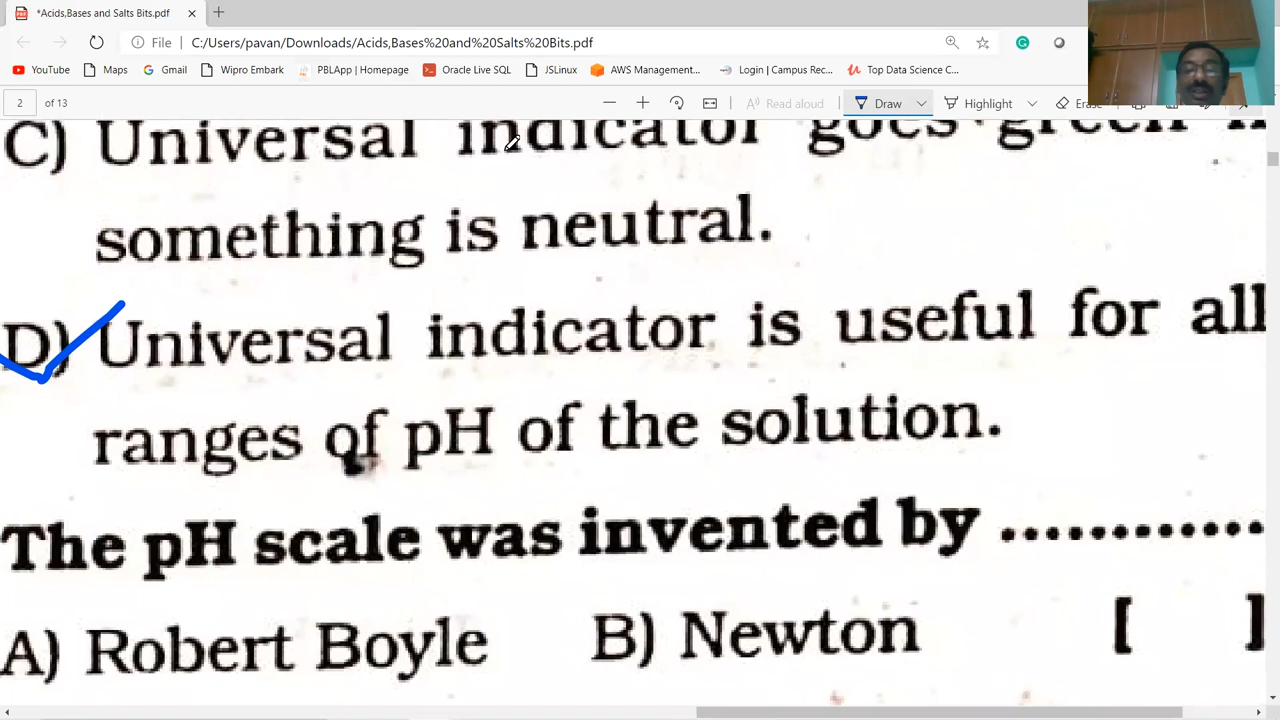 *Acids,Bases and Salts Bits.pdf
File C:/Users/pavan/Downloads/Acids,Bases%20and%20Salts%20Bits.pdf
YouTube Maps Gmail Wipro Embark PBLApp | Homepage Oracle Live SQL JSLinux AWS Management... Login | Campus Rec... Top Data Science C...
2 of 13 Read aloud Draw Highlight
C) Universal indicator goes green
something is neutral.
D) Universal indicator is useful for all
ranges of pH of the solution.
The pH scale was invented by ............
A) Robert Boyle B) Newton [ ]